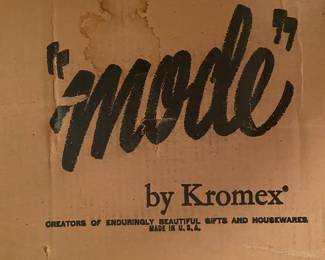 "mode"
by Kromex®
CREATORS OF ENDURINGLY BEAUTIFUL GIFTS AND HOUSEWARES
MADE IN U.S.A.